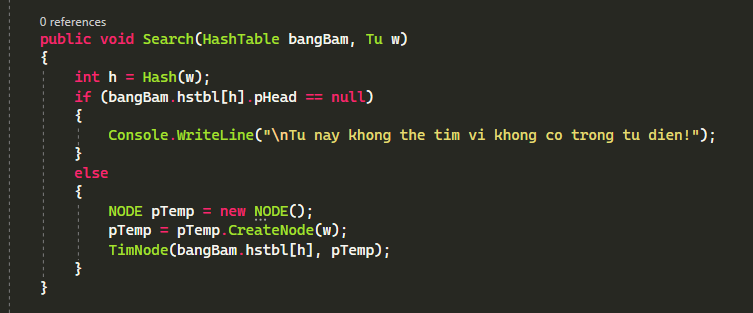 0 references
public void Search(HashTable bangBam, Tu w)
{
int h = Hash(w);
if (bangBam.hstbl[h].pHead == null)
{
Console.WriteLine("\nTu nay khong the tim vi khong co trong tu dien!");
}
else
{
NODE pTemp = new NODE();
pTemp = pTemp.CreateNode(w);
TimNode(bangBam.hstbl[h], pTemp);
}
}